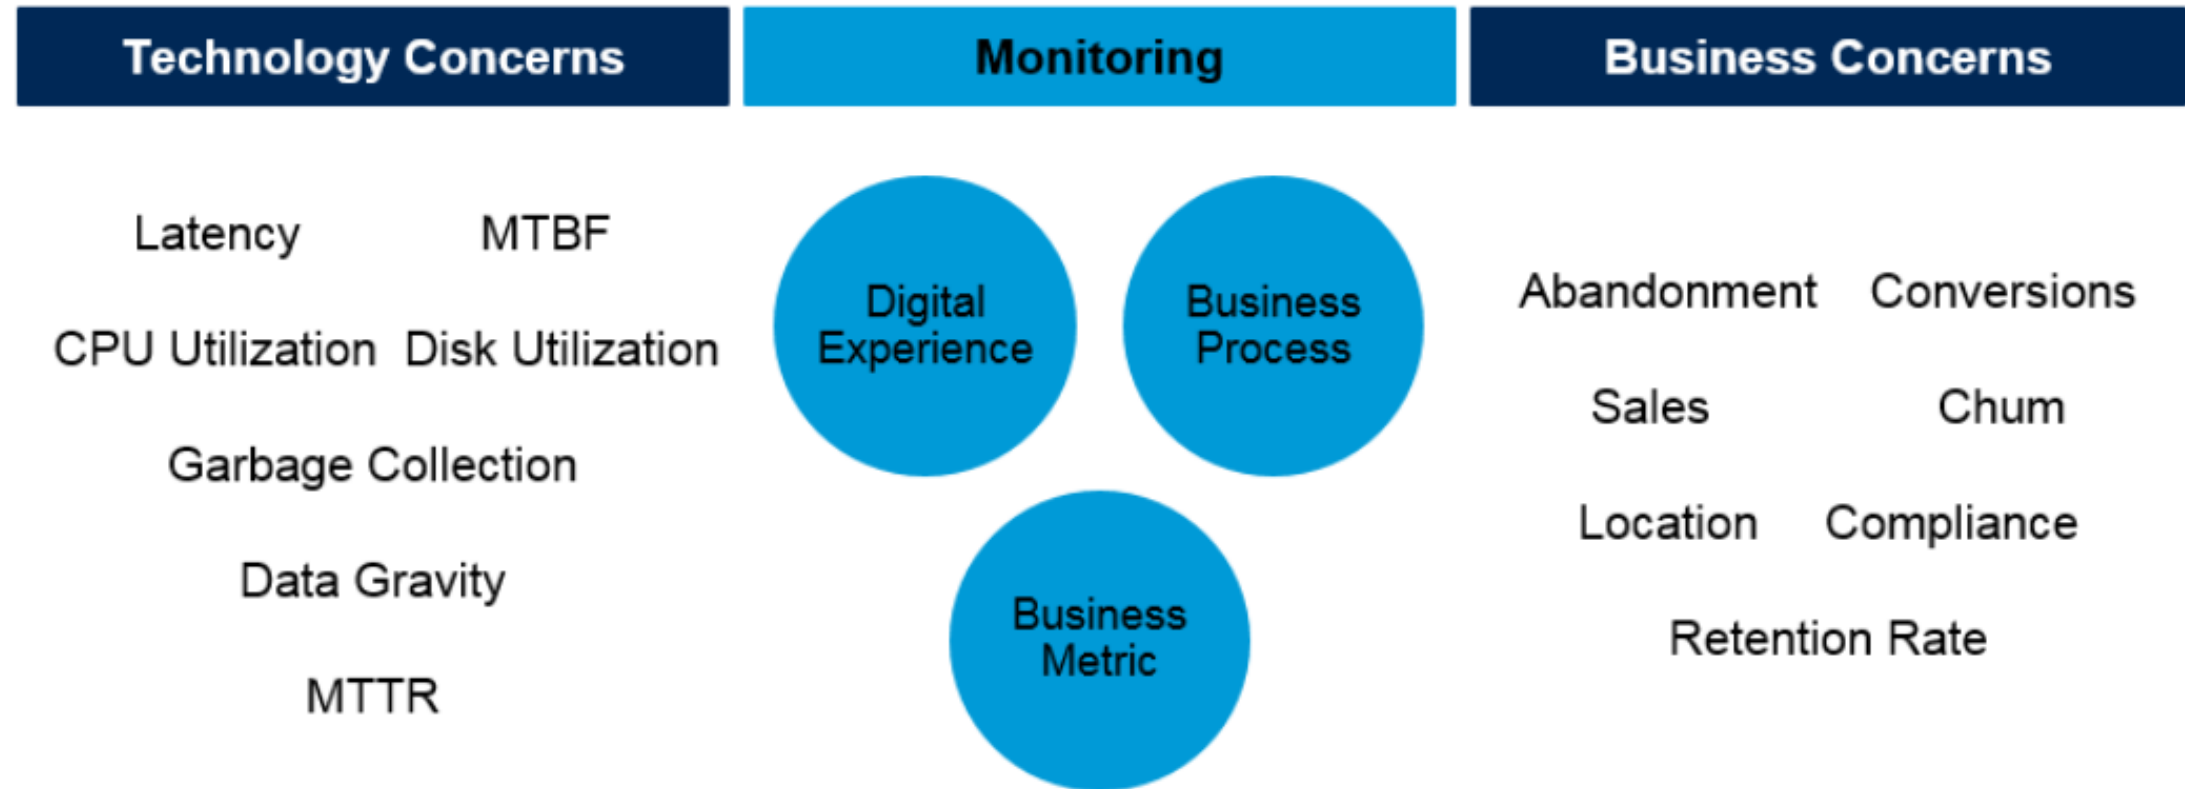 Technology Concerns
Monitoring
Business Concerns
Latency MTBF
CPU Utilization Disk Utilization
Garbage Collection
Data Gravity
MTTR
Digital
Experience
Business
Process
Business
Metric
Abandonment Conversions
Sales Chum
Location Compliance
Retention Rate